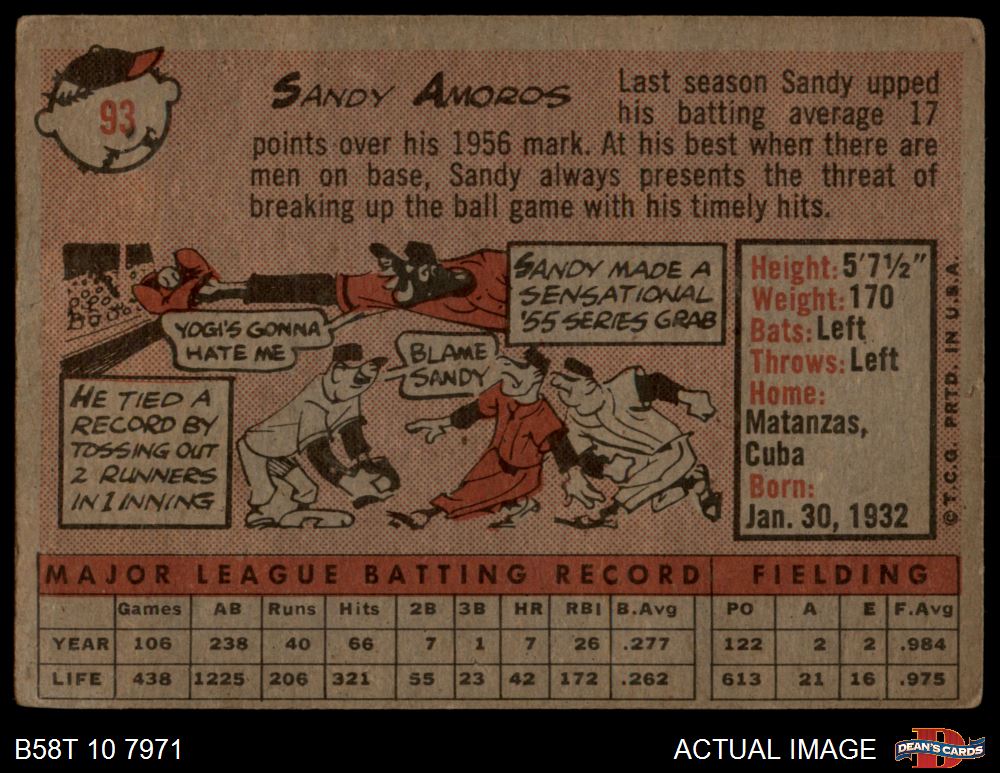 93
SANDY AMOROS
Last season Sandy upped
his batting average 17
points over his 1956 mark. At his best when there are
men on base, Sandy always presents the threat of
breaking up the ball game with his timely hits.
YOGI'S GONNA
HATE ME
SANDY MADE A
SENSATIONAL
'55 SERIES GRAB
BLAME
SANDY
HE TIED A
RECORD BY
TOSSING OUT
2 RUNNERS
IN 1 INNING
Height: 5'7½"
Weight: 170
Bats: Left
Throws: Left
Home:
Matanzas,
Cuba
Born:
Jan. 30, 1932
© T.C.G. PRTD. IN U.S.A.
MAJOR LEAGUE BATTING RECORD FIELDING
Games AB Runs Hits 2B 3B HR RBI B.Avg PO A E F.Avg
YEAR 106 238 40 66 7 1 7 26 .277 122 2 2 .984
LIFE 438 1225 206 321 55 23 42 172 .262 613 21 16 .975
B58T 10 7971
ACTUAL IMAGE
D
DEAN'S CARDS